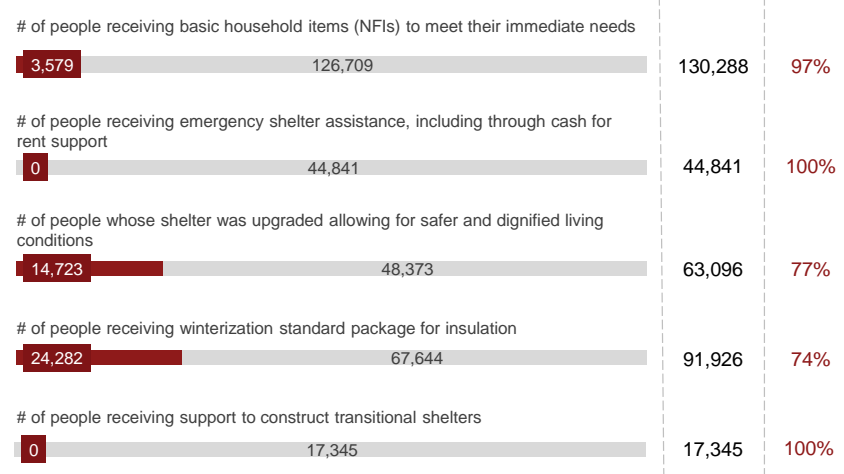 # of people receiving basic household items (NFIs) to meet their immediate needs
3,579 126,709 130,288 97%
# of people receiving emergency shelter assistance, including through cash for
rent support
0 44,841 44,841 100%
# of people whose shelter was upgraded allowing for safer and dignified living
conditions
14,723 48,373 63,096 77%
# of people receiving winterization standard package for insulation
24,282 67,644 91,926 74%
# of people receiving support to construct transitional shelters
0 17,345 17,345 100%